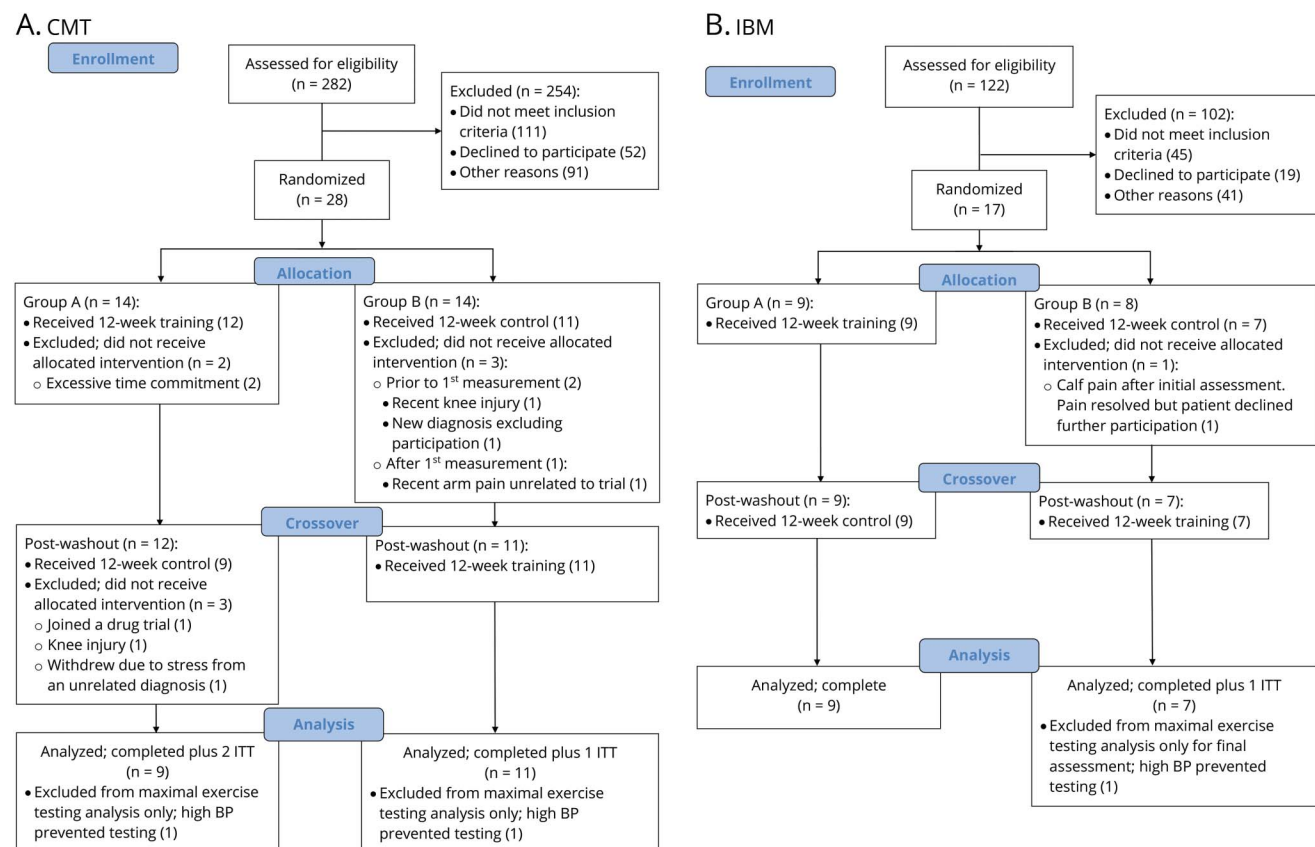 A. CMT
Enrollment
Assessed for eligibility
(n = 282)
Excluded (n = 254):
• Did not meet inclusion
criteria (111)
• Declined to participate (52)
• Other reasons (91)
Randomized
(n = 28)
Allocation
Group A (n = 14):
• Received 12-week training (12)
• Excluded; did not receive
allocated intervention (n = 2)
○ Excessive time commitment (2)
Group B (n = 14):
• Received 12-week control (11)
• Excluded; did not receive allocated
intervention (n = 3):
○ Prior to 1st measurement (2)
• Recent knee injury (1)
• New diagnosis excluding
participation (1)
○ After 1st measurement (1):
• Recent arm pain unrelated to trial (1)
Crossover
Post-washout (n = 12):
• Received 12-week control (9)
• Excluded; did not receive
allocated intervention (n = 3)
○ Joined a drug trial (1)
○ Knee injury (1)
○ Withdrew due to stress from
an unrelated diagnosis (1)
Post-washout (n = 11):
• Received 12-week training (11)
Analysis
Analyzed; completed plus 2 ITT
(n = 9)
• Excluded from maximal exercise
testing analysis only; high BP
prevented testing (1)
Analyzed; completed plus 1 ITT
(n = 11)
• Excluded from maximal exercise
testing analysis only; high BP
prevented testing (1)
B. IBM
Enrollment
Assessed for eligibility
(n = 122)
Excluded (n = 102):
• Did not meet inclusion
criteria (45)
• Declined to participate (19)
• Other reasons (41)
Randomized
(n = 17)
Allocation
Group A (n = 9):
• Received 12-week training (9)
Group B (n = 8)
• Received 12-week control (n = 7)
• Excluded; did not receive allocated
intervention (n = 1):
○ Calf pain after initial assessment.
Pain resolved but patient declined
further participation (1)
Crossover
Post-washout (n = 9):
• Received 12-week control (9)
Post-washout (n = 7):
• Received 12-week training (7)
Analysis
Analyzed; complete
(n = 9)
Analyzed; completed plus 1 ITT
(n = 7)
• Excluded from maximal exercise
testing analysis only for final
assessment; high BP prevented
testing (1)